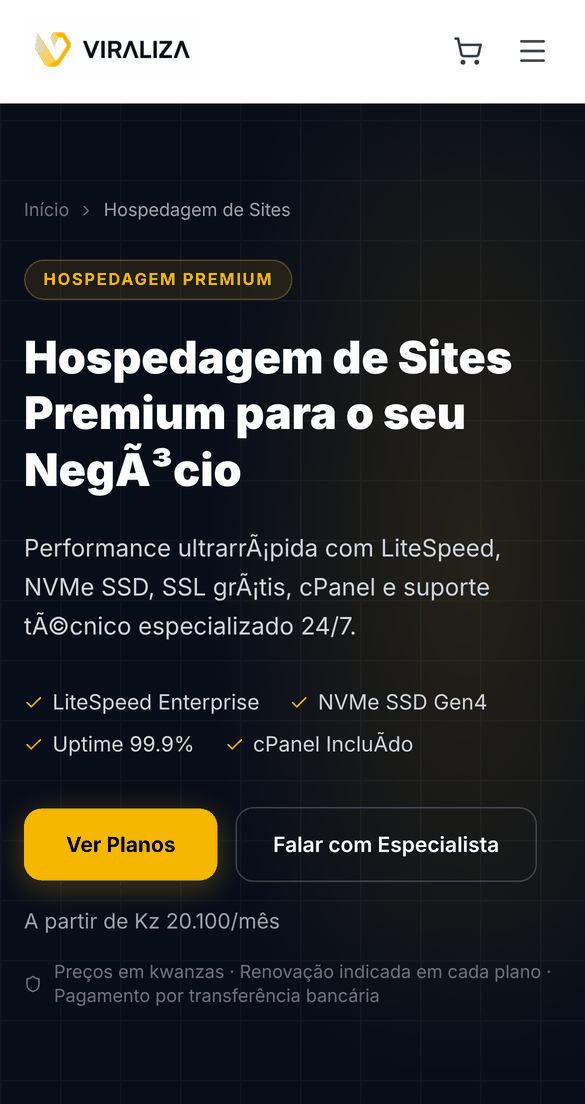 VIRALIZA
Início > Hospedagem de Sites
HOSPEDAGEM PREMIUM
Hospedagem de Sites
Premium para o seu
NegÃ³cio
Performance ultrarrÃ¡pida com LiteSpeed,
NVMe SSD, SSL grÃ¡tis, cPanel e suporte
tÃ©cnico especializado 24/7.
LiteSpeed Enterprise
NVMe SSD Gen4
Uptime 99.9%
cPanel IncluÃ­do
Ver Planos
Falar com Especialista
A partir de Kz 20.100/mês
Preços em kwanzas · Renovação indicada em cada plano ·
Pagamento por transferência bancária